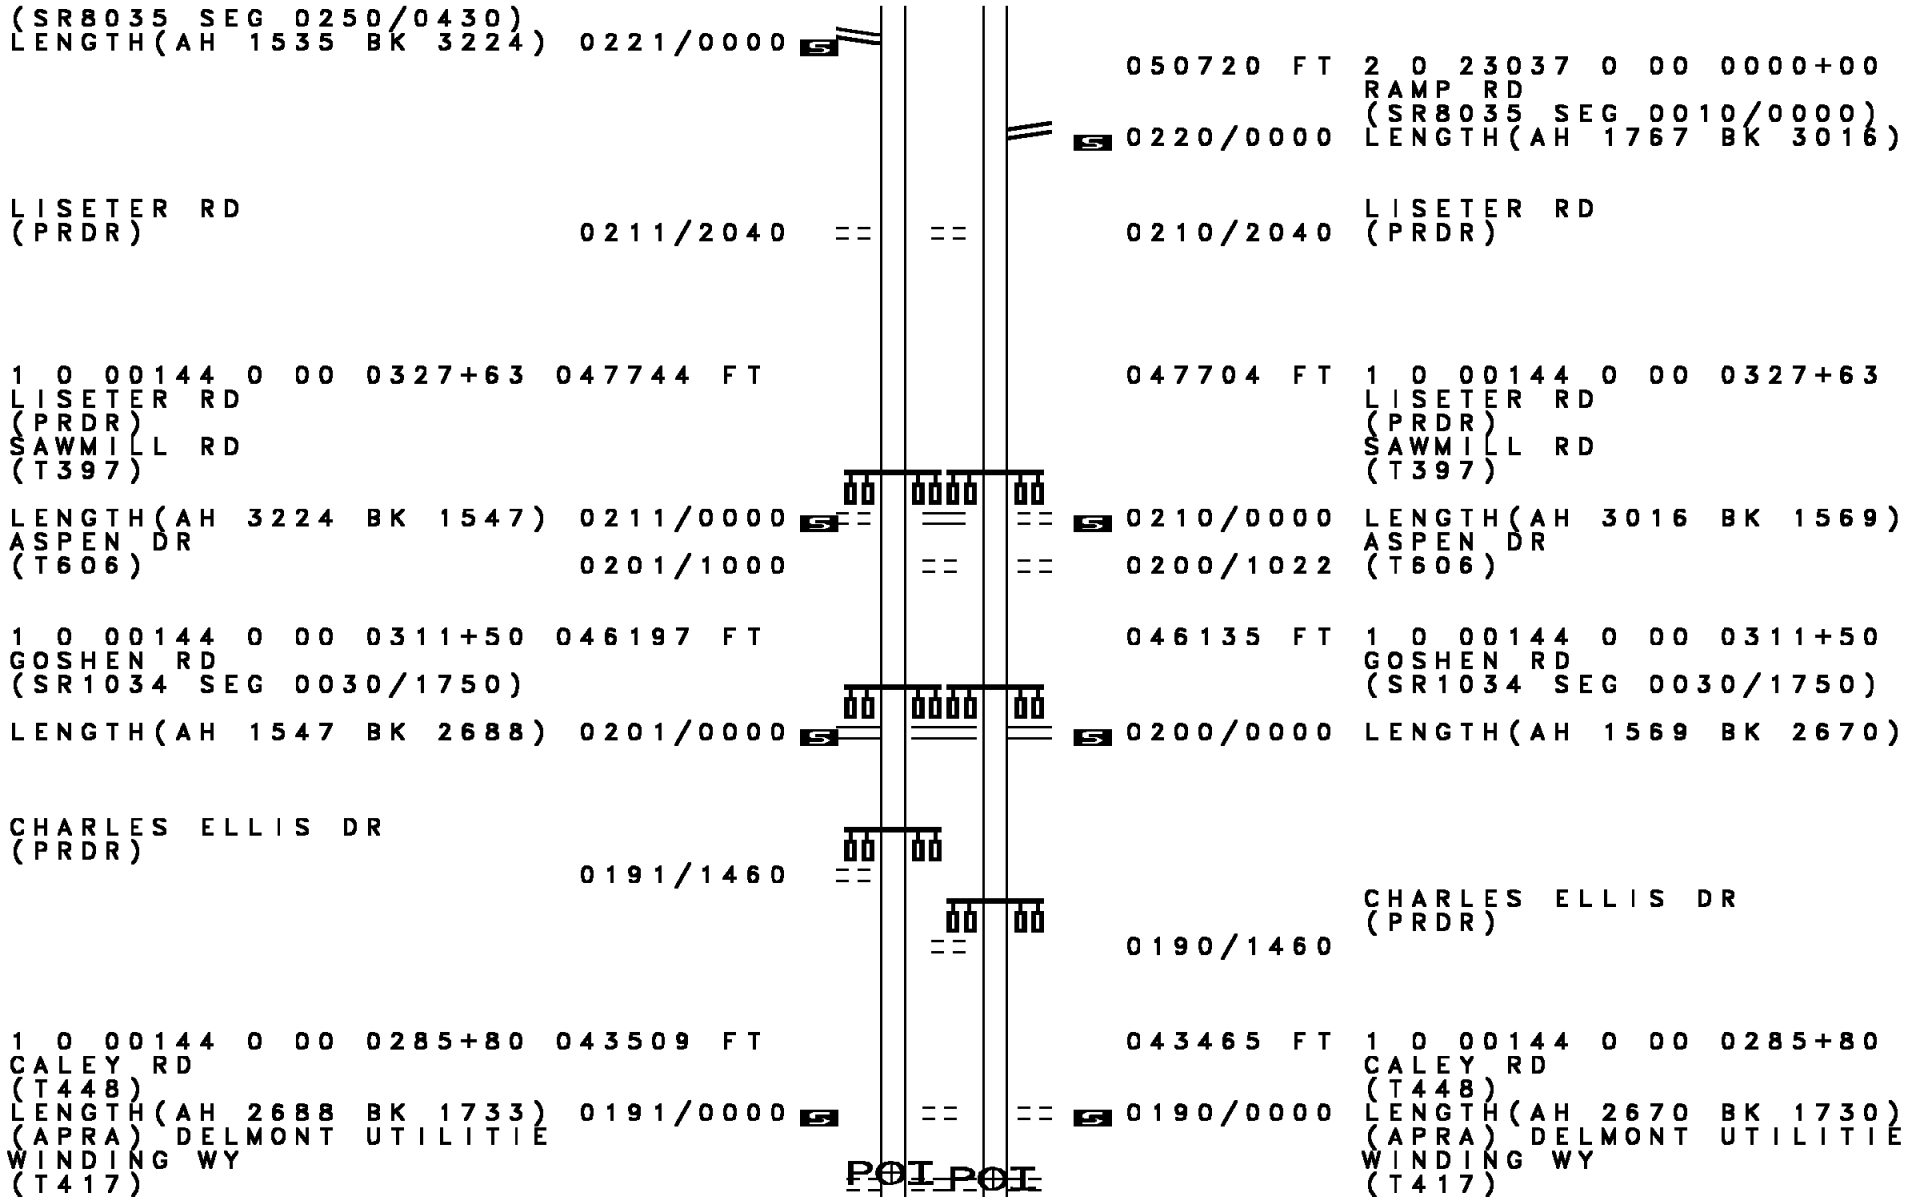 (SR8035 SEG 0250/0430)
LENGTH(AH 1535 BK 3224) 0221/0000 S
050720 FT 2 0 23037 0 00 0000+00
RAMP RD
(SR8035 SEG 0010/0000)
S 0220/0000 LENGTH(AH 1767 BK 3016)
LISETER RD
(PRDR) 0211/2040
LISETER RD
0210/2040 (PRDR)
1 0 00144 0 00 0327+63 047744 FT
LISETER RD
(PRDR)
SAWMILL RD
(T397)
047704 FT 1 0 00144 0 00 0327+63
LISETER RD
(PRDR)
SAWMILL RD
(T397)
LENGTH(AH 3224 BK 1547) 0211/0000 S
ASPEN DR
(T606) 0201/1000
S 0210/0000 LENGTH(AH 3016 BK 1569)
ASPEN DR
0200/1022 (T606)
1 0 00144 0 00 0311+50 046197 FT
GOSHEN RD
(SR1034 SEG 0030/1750)
LENGTH(AH 1547 BK 2688) 0201/0000 S
046135 FT 1 0 00144 0 00 0311+50
GOSHEN RD
(SR1034 SEG 0030/1750)
S 0200/0000 LENGTH(AH 1569 BK 2670)
CHARLES ELLIS DR
(PRDR)
0191/1460
CHARLES ELLIS DR
(PRDR)
0190/1460
1 0 00144 0 00 0285+80 043509 FT
CALEY RD
(T448)
LENGTH(AH 2688 BK 1733) 0191/0000 S
(APRA) DELMONT UTILITIE
WINDING WY
(T417)
043465 FT 1 0 00144 0 00 0285+80
CALEY RD
(T448)
S 0190/0000 LENGTH(AH 2670 BK 1730)
(APRA) DELMONT UTILITIE
WINDING WY
(T417)
POI POI